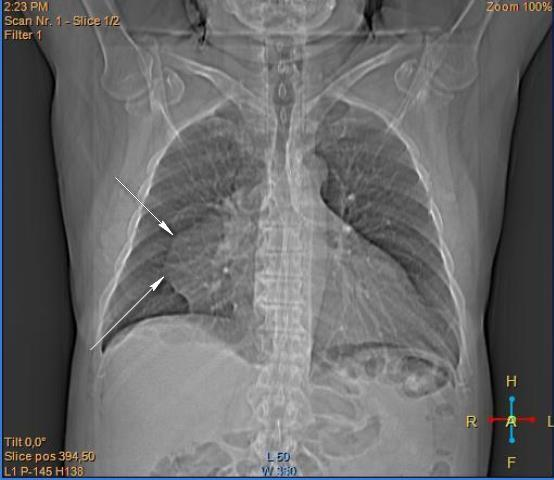 2:23 PM
Scan Nr. 1 - Slice 1/2
Filter 1
Zoom 100%
H
R A L
F
Tilt 0,0°
Slice pos 394,50
L1 P-145 H138
L 50
W 350